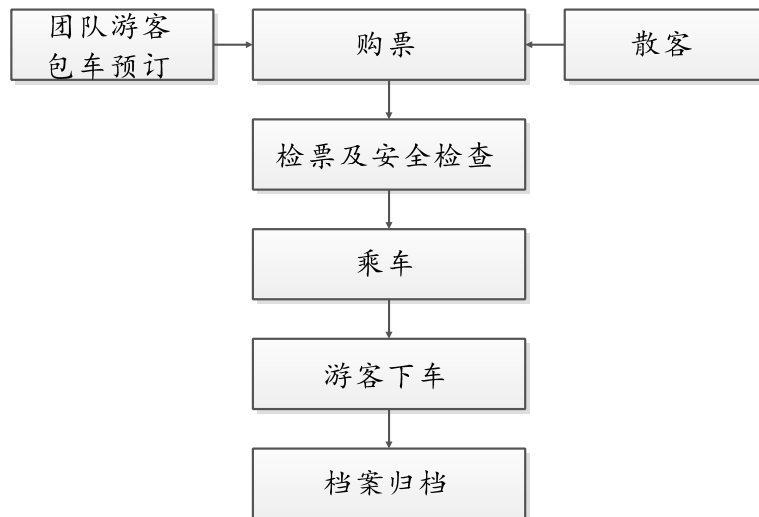 团队游客
包车预订
购票
散客
检票及安全检查
乘车
游客下车
档案归档